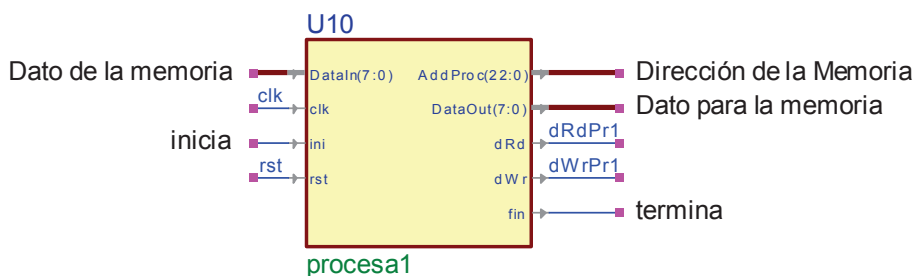 U10
Dato de la memoria DataIn(7:0) AddProc(22:0) Dirección de la Memoria
clk clk DataOut(7:0) Dato para la memoria
inicia ini dRd dRdPr1
rst rst dWr dWrPr1
fin termina
procesa1